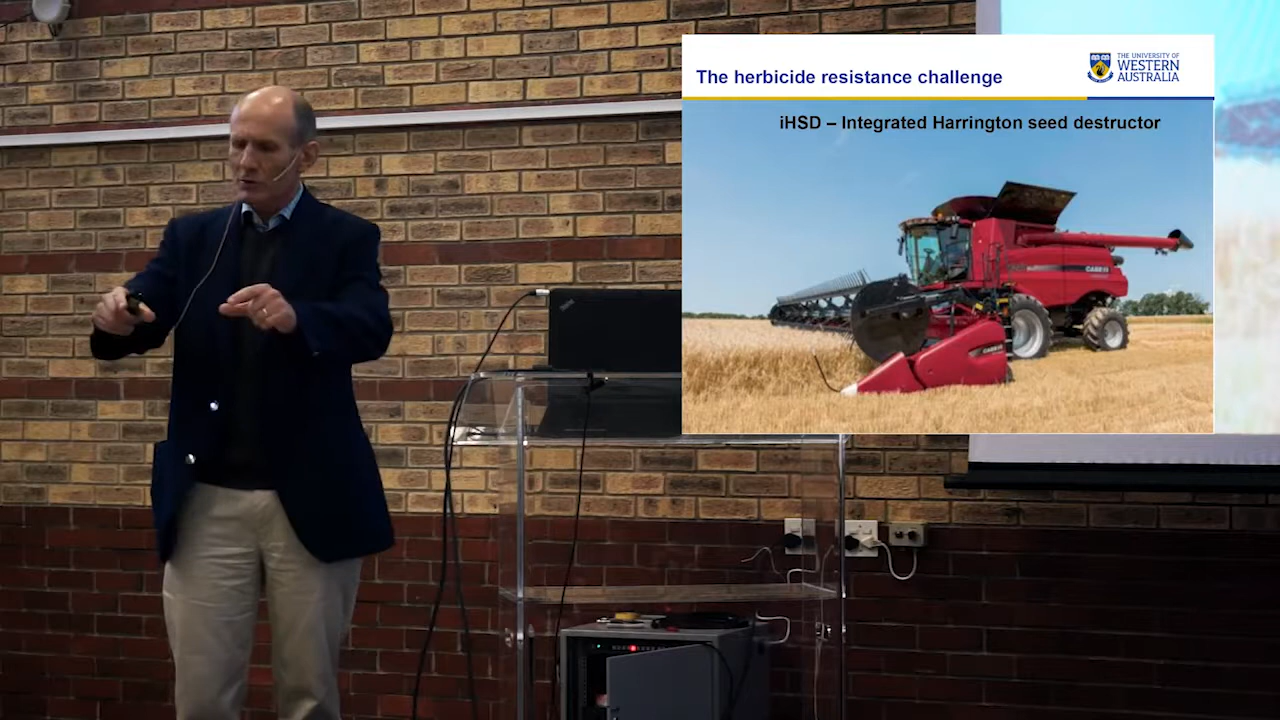 The herbicide resistance challenge
THE UNIVERSITY OF
WESTERN
AUSTRALIA
iHSD – Integrated Harrington seed destructor
CASE IH